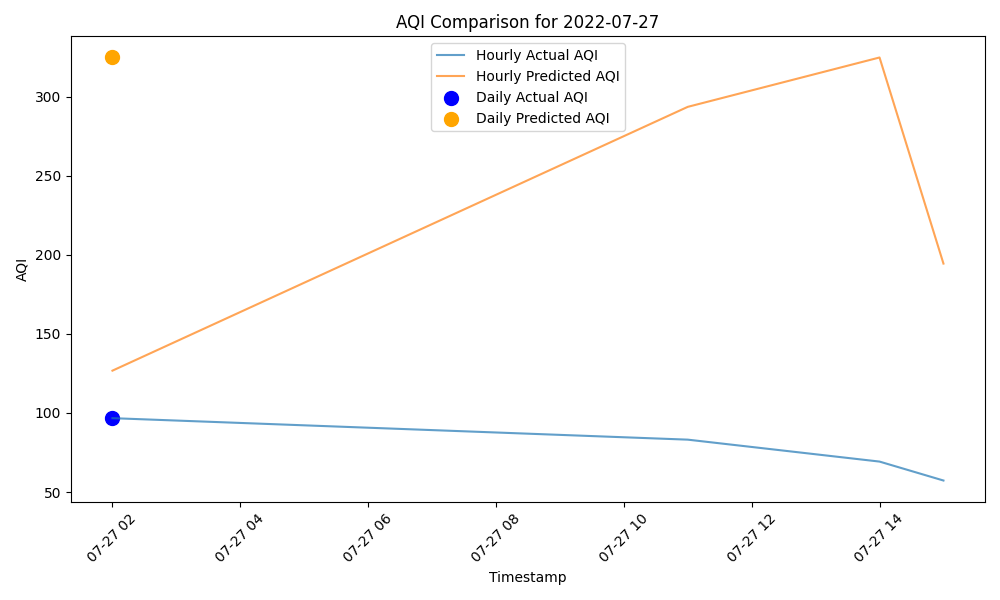 AQI Comparison for 2022-07-27
Hourly Actual AQI
Hourly Predicted AQI
Daily Actual AQI
Daily Predicted AQI
AQI
300
250
200
150
100
50
07-27 02
07-27 04
07-27 06
07-27 08
07-27 10
07-27 12
07-27 14
Timestamp